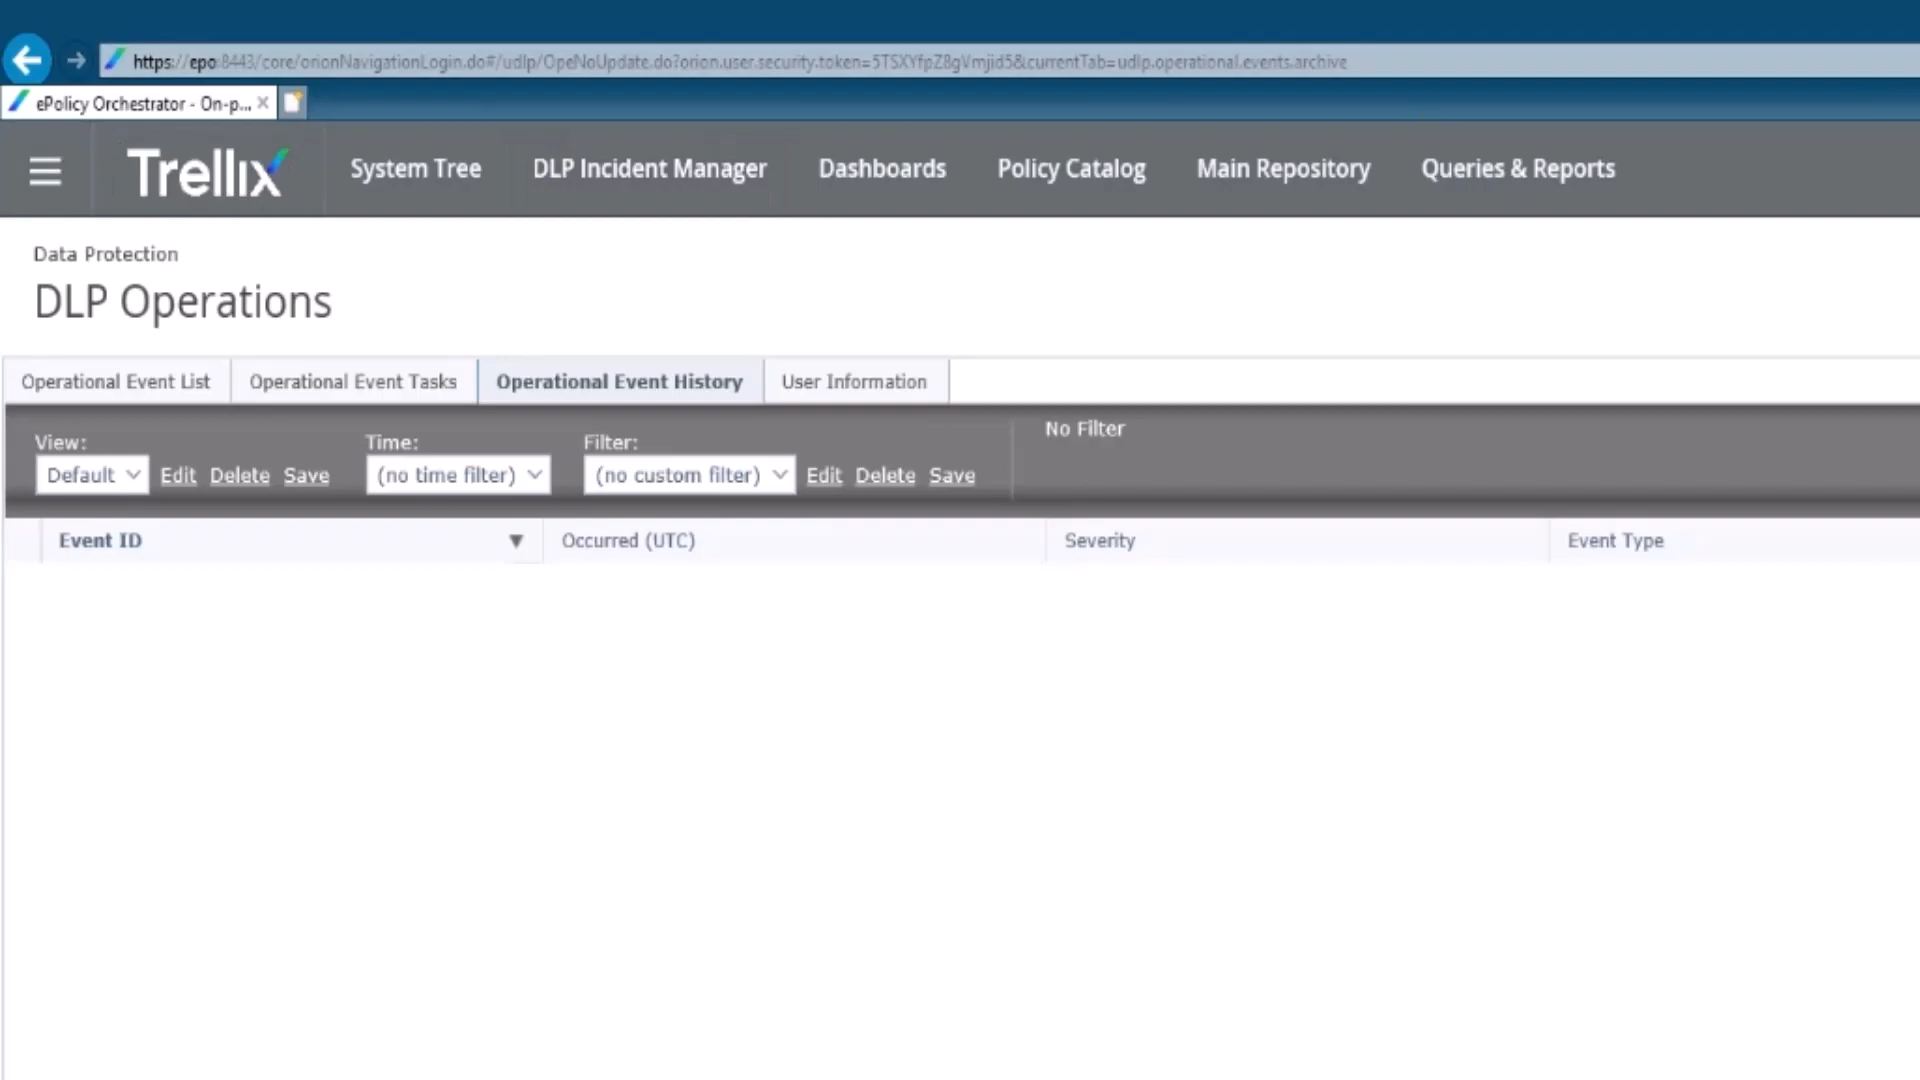 https://epo:8443/core/orionNavigationLogin.do#/udlp/OpeNoUpdate.do?orion.user.security.token=5TSXYfpZ8gVmjid5&currentTab=udlp.operational.events.archive
ePolicy Orchestrator - On-p...
Trellix System Tree DLP Incident Manager Dashboards Policy Catalog Main Repository Queries & Reports
Data Protection
DLP Operations
Operational Event List Operational Event Tasks Operational Event History User Information
View: Time: Filter: No Filter
Default Edit Delete Save (no time filter) (no custom filter) Edit Delete Save
Event ID Occurred (UTC) Severity Event Type